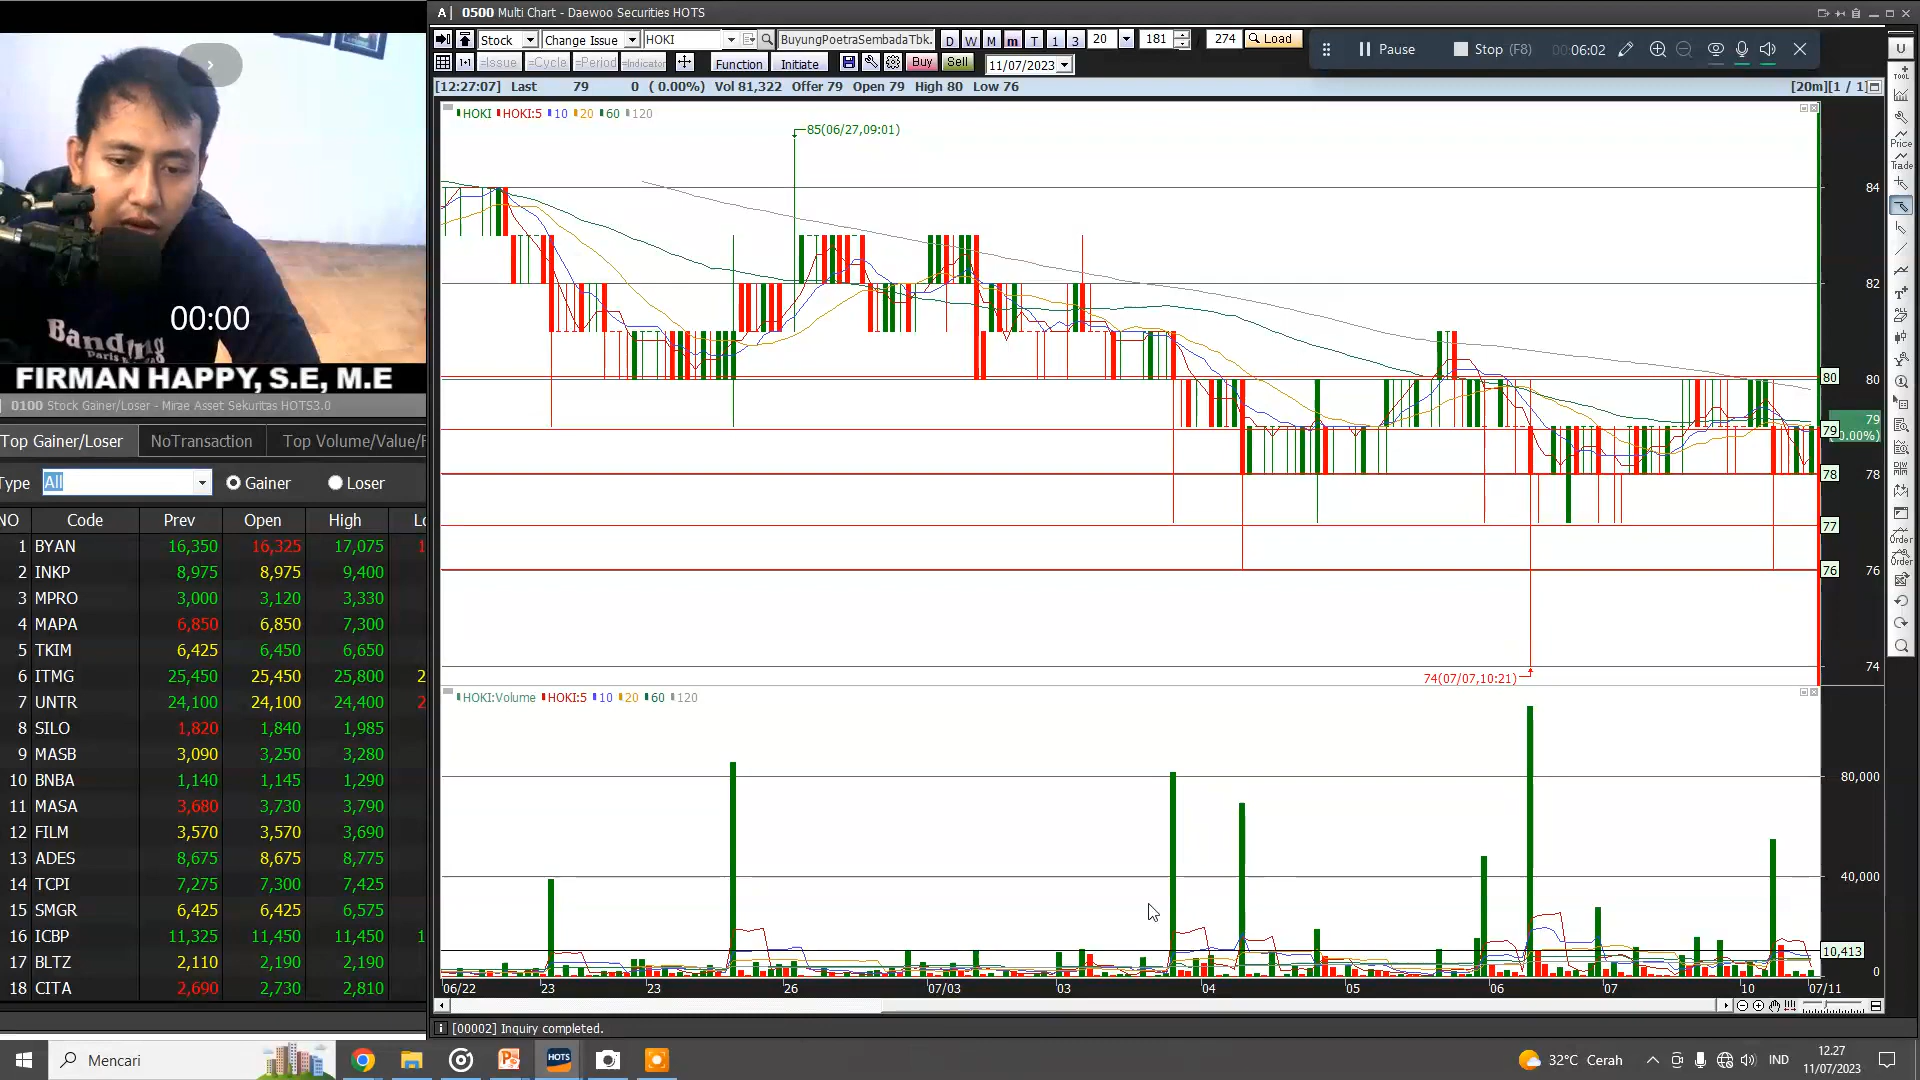 A | 0500 Multi Chart - Daewoo Securities HOTS
Stock Change Issue HOKI BuyungPoetraSembadaTbk. D W M m T 1 3 20 181 274 Load
=Issue =Cycle =Period =Indicator Function Initiate Buy Sell 11/07/2023
Pause Stop (F8) 00:06:02
[12:27:07] Last 79 0 ( 0.00%) Vol 81,322 Offer 79 Open 79 High 80 Low 76 [20m][1 / 1]
HOKI HOKI:5 10 20 60 120
85(06/27,09:01)
84
82
80 80
79
79 0.00%)
78 78
77
76 76
74
74(07/07,10:21)
HOKI:Volume HOKI:5 10 20 60 120
80,000
40,000
10,413
0
06/22 23 23 26 07/03 03 04 05 06 07 10 07/11
[00002] Inquiry completed.
U
TOOL
Price
Trade
Order
Order
00:00
Banding
Paris
FIRMAN HAPPY, S.E, M.E
0100 Stock Gainer/Loser - Mirae Asset Sekuritas HOTS3.0
Top Gainer/Loser NoTransaction Top Volume/Value/F
Type All Gainer Loser
NO Code Prev Open High Lo
1 BYAN 16,350 16,325 17,075 1
2 INKP 8,975 8,975 9,400
3 MPRO 3,000 3,120 3,330
4 MAPA 6,850 6,850 7,300
5 TKIM 6,425 6,450 6,650
6 ITMG 25,450 25,450 25,800 2
7 UNTR 24,100 24,100 24,400 2
8 SILO 1,820 1,840 1,985
9 MASB 3,090 3,250 3,280
10 BNBA 1,140 1,145 1,290
11 MASA 3,680 3,730 3,790
12 FILM 3,570 3,570 3,690
13 ADES 8,675 8,675 8,775
14 TCPI 7,275 7,300 7,425
15 SMGR 6,425 6,425 6,575
16 ICBP 11,325 11,450 11,450 1
17 BLTZ 2,110 2,190 2,190
18 CITA 2,690 2,730 2,810
Mencari
HOTS
32°C Cerah
IND
12.27
11/07/2023